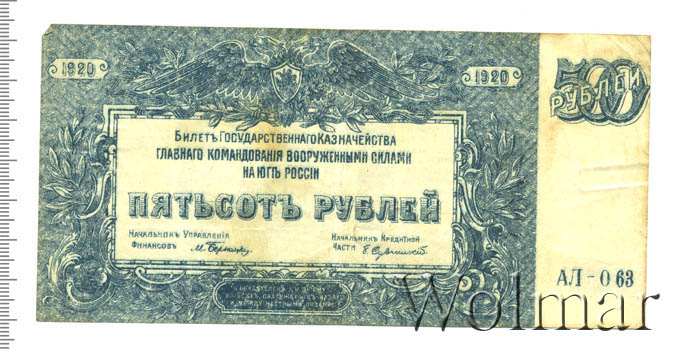 1920
1920
500
РУБЛЕЙ
БИЛЕТЪ ГОСУДАРСТВЕННАГО КАЗНАЧЕЙСТВА
ГЛАВНАГО КОМАНДОВАНІЯ ВООРУЖЕННЫМИ СИЛАМИ
НА ЮГѢ РОССІИ
ПЯТЬСОТЪ РУБЛЕЙ
НАЧАЛЬНИКЪ УПРАВЛЕНІЯ
ФИНАНСОВЪ
НАЧАЛЬНИКЪ КРЕДИТНОЙ
ЧАСТИ
АЛ-063
Wolmar